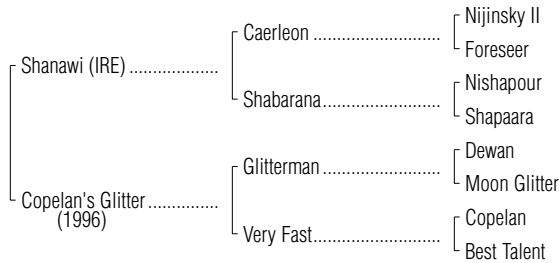 Nijinsky II
Caerleon ..............................
Foreseer
Shanawi (IRE) .....................
Nishapour
Shabarana............................
Shapaara
Dewan
Glitterman............................
Moon Glitter
Copelan's Glitter ................
(1996)
Copelan
Very Fast..............................
Best Talent